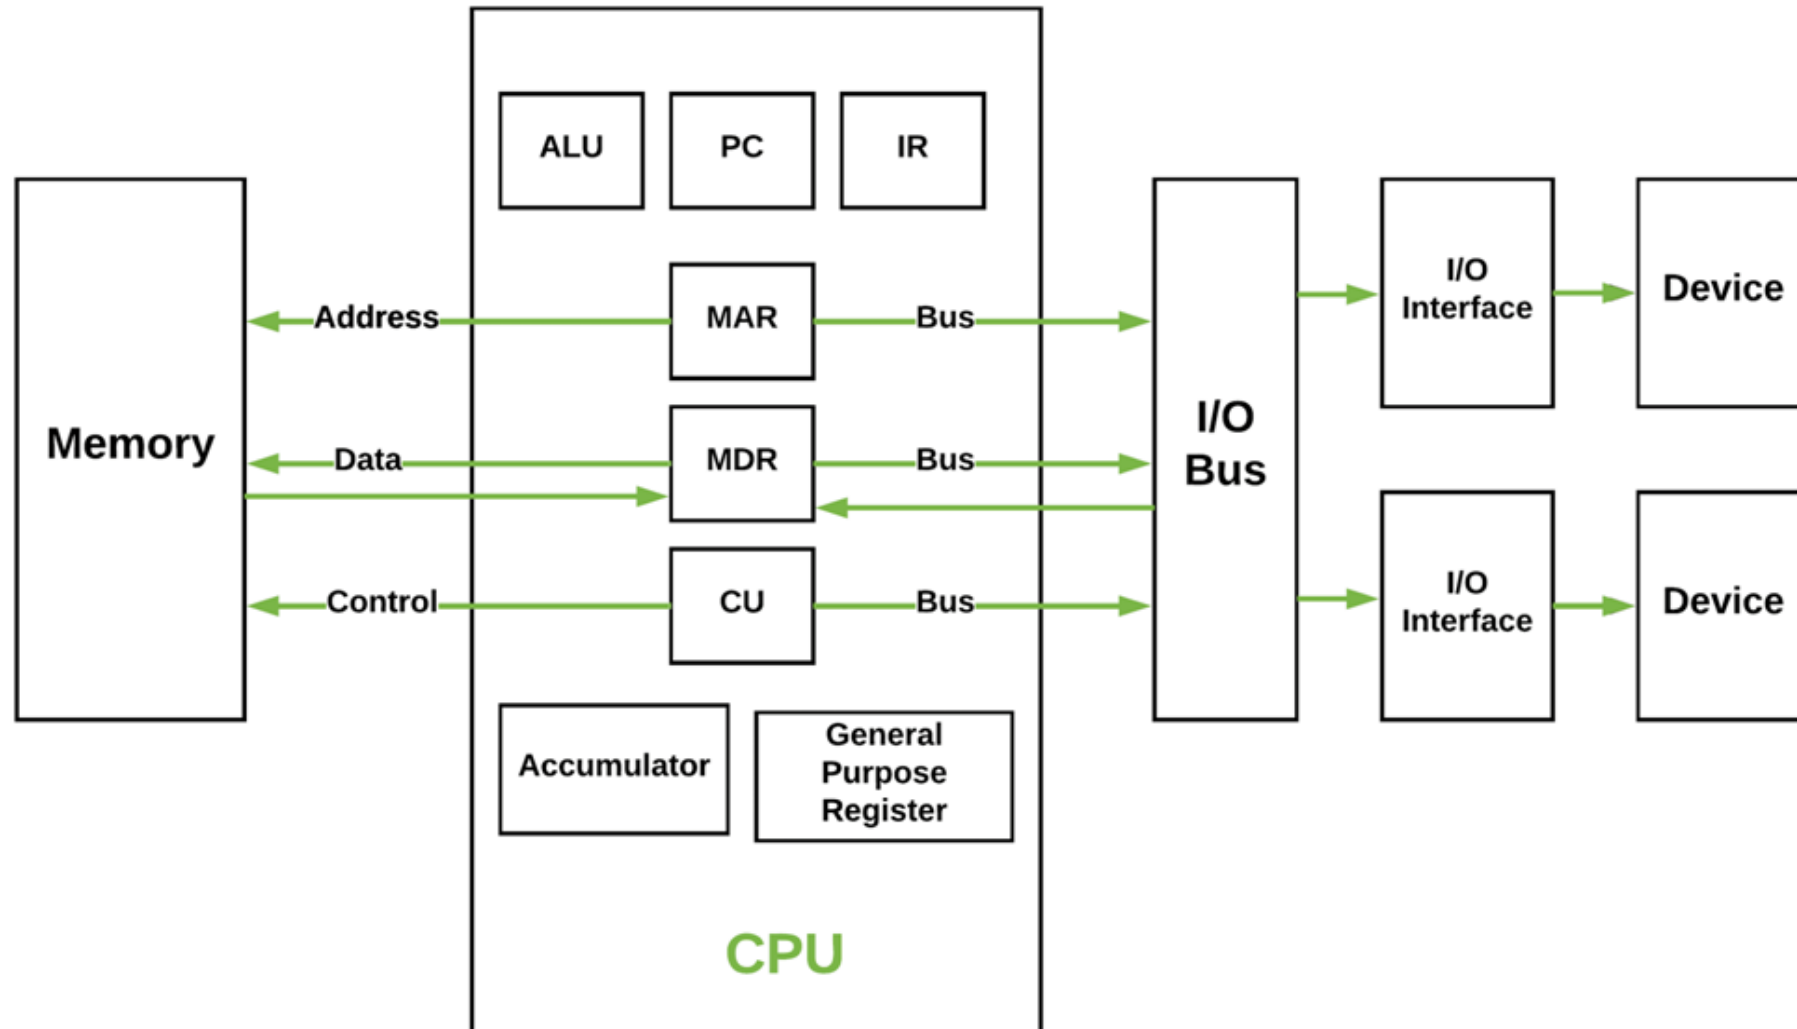 ALU
PC
IR
Memory
Address
MAR
Bus
Data
MDR
Bus
Control
CU
Bus
Accumulator
General
Purpose
Register
CPU
I/O
Bus
I/O
Interface
Device
I/O
Interface
Device